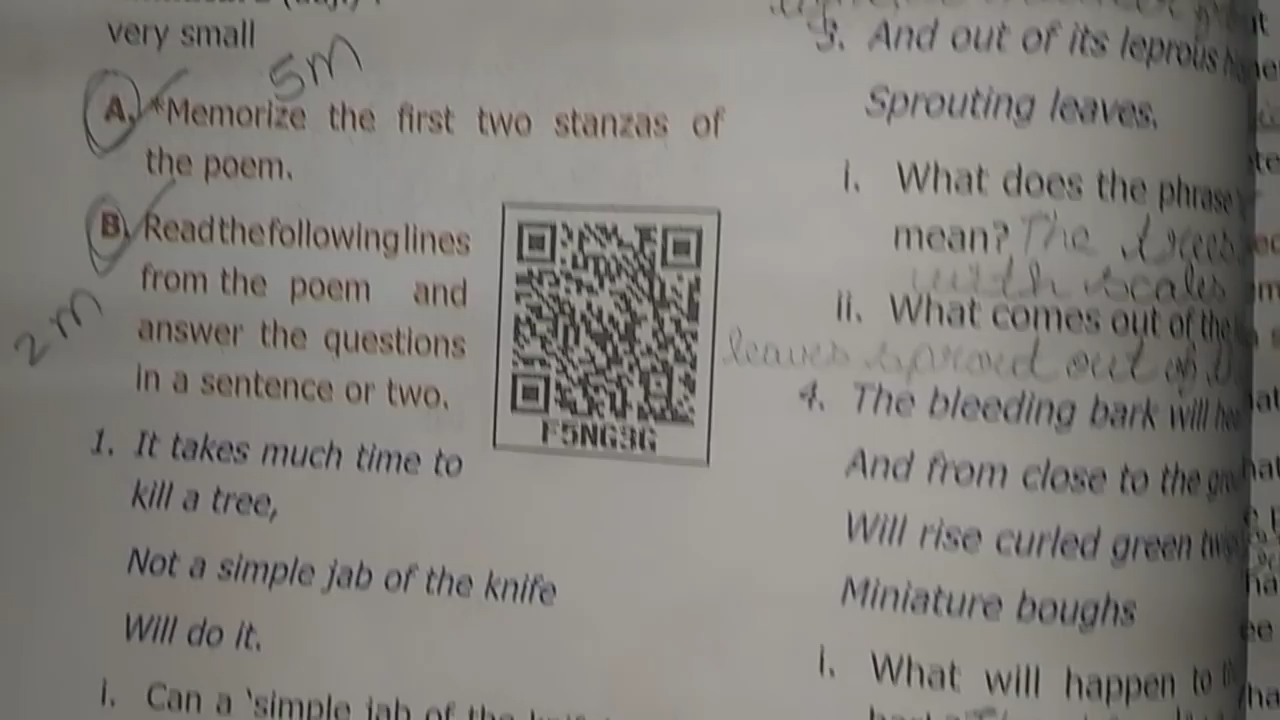 very small
5m
A. *Memorize the first two stanzas of
the poem.
B. Read the following lines
from the poem and
answer the questions
in a sentence or two.
2m
F5NG3G
1. It takes much time to
kill a tree,
Not a simple jab of the knife
Will do it.
i. Can a 'simple jab of the
3. And out of its leprous
Sprouting leaves.
i. What does the phrase
mean? The trees
with scales
ii. What comes out of the
leaves sprout out of
4. The bleeding bark will
And from close to the
Will rise curled green
Miniature boughs
i. What will happen to